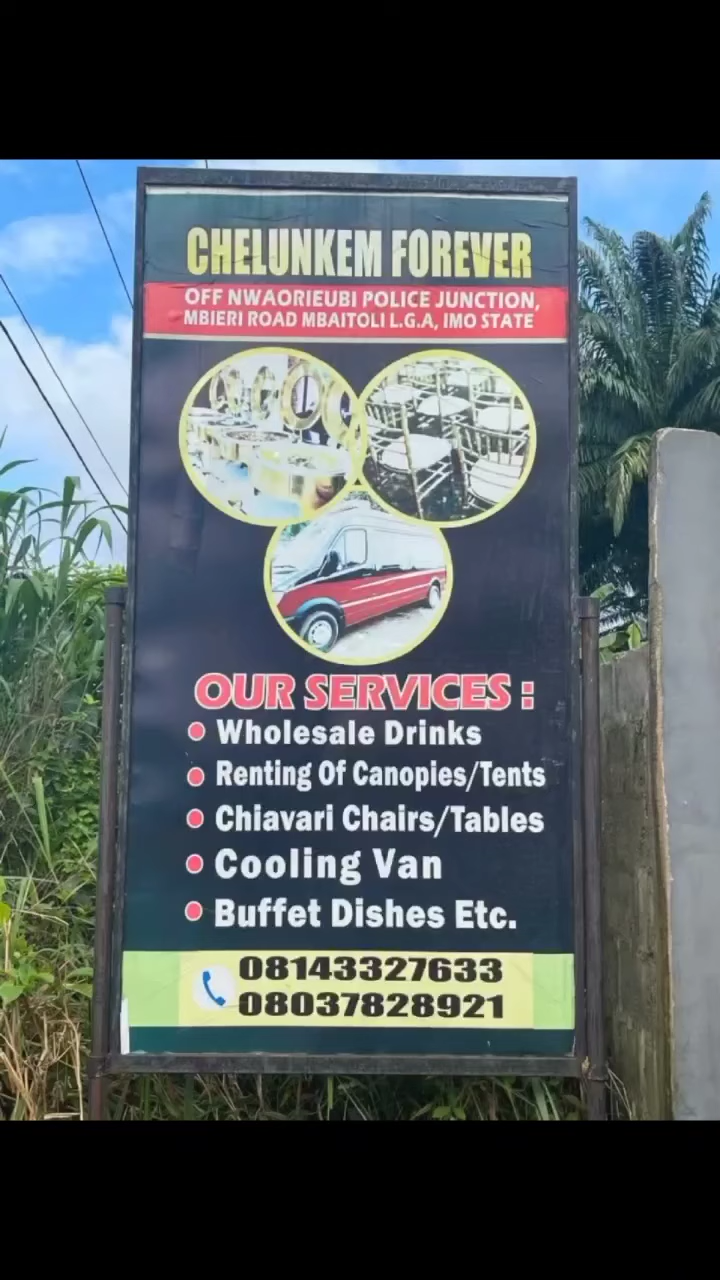 CHELUNKEM FOREVER
OFF NWAORIEUBI POLICE JUNCTION,
MBIERI ROAD MBAITOLI L.G.A, IMO STATE
OUR SERVICES :
Wholesale Drinks
Renting Of Canopies/Tents
Chiavari Chairs/Tables
Cooling Van
Buffet Dishes Etc.
08143327633
08037828921